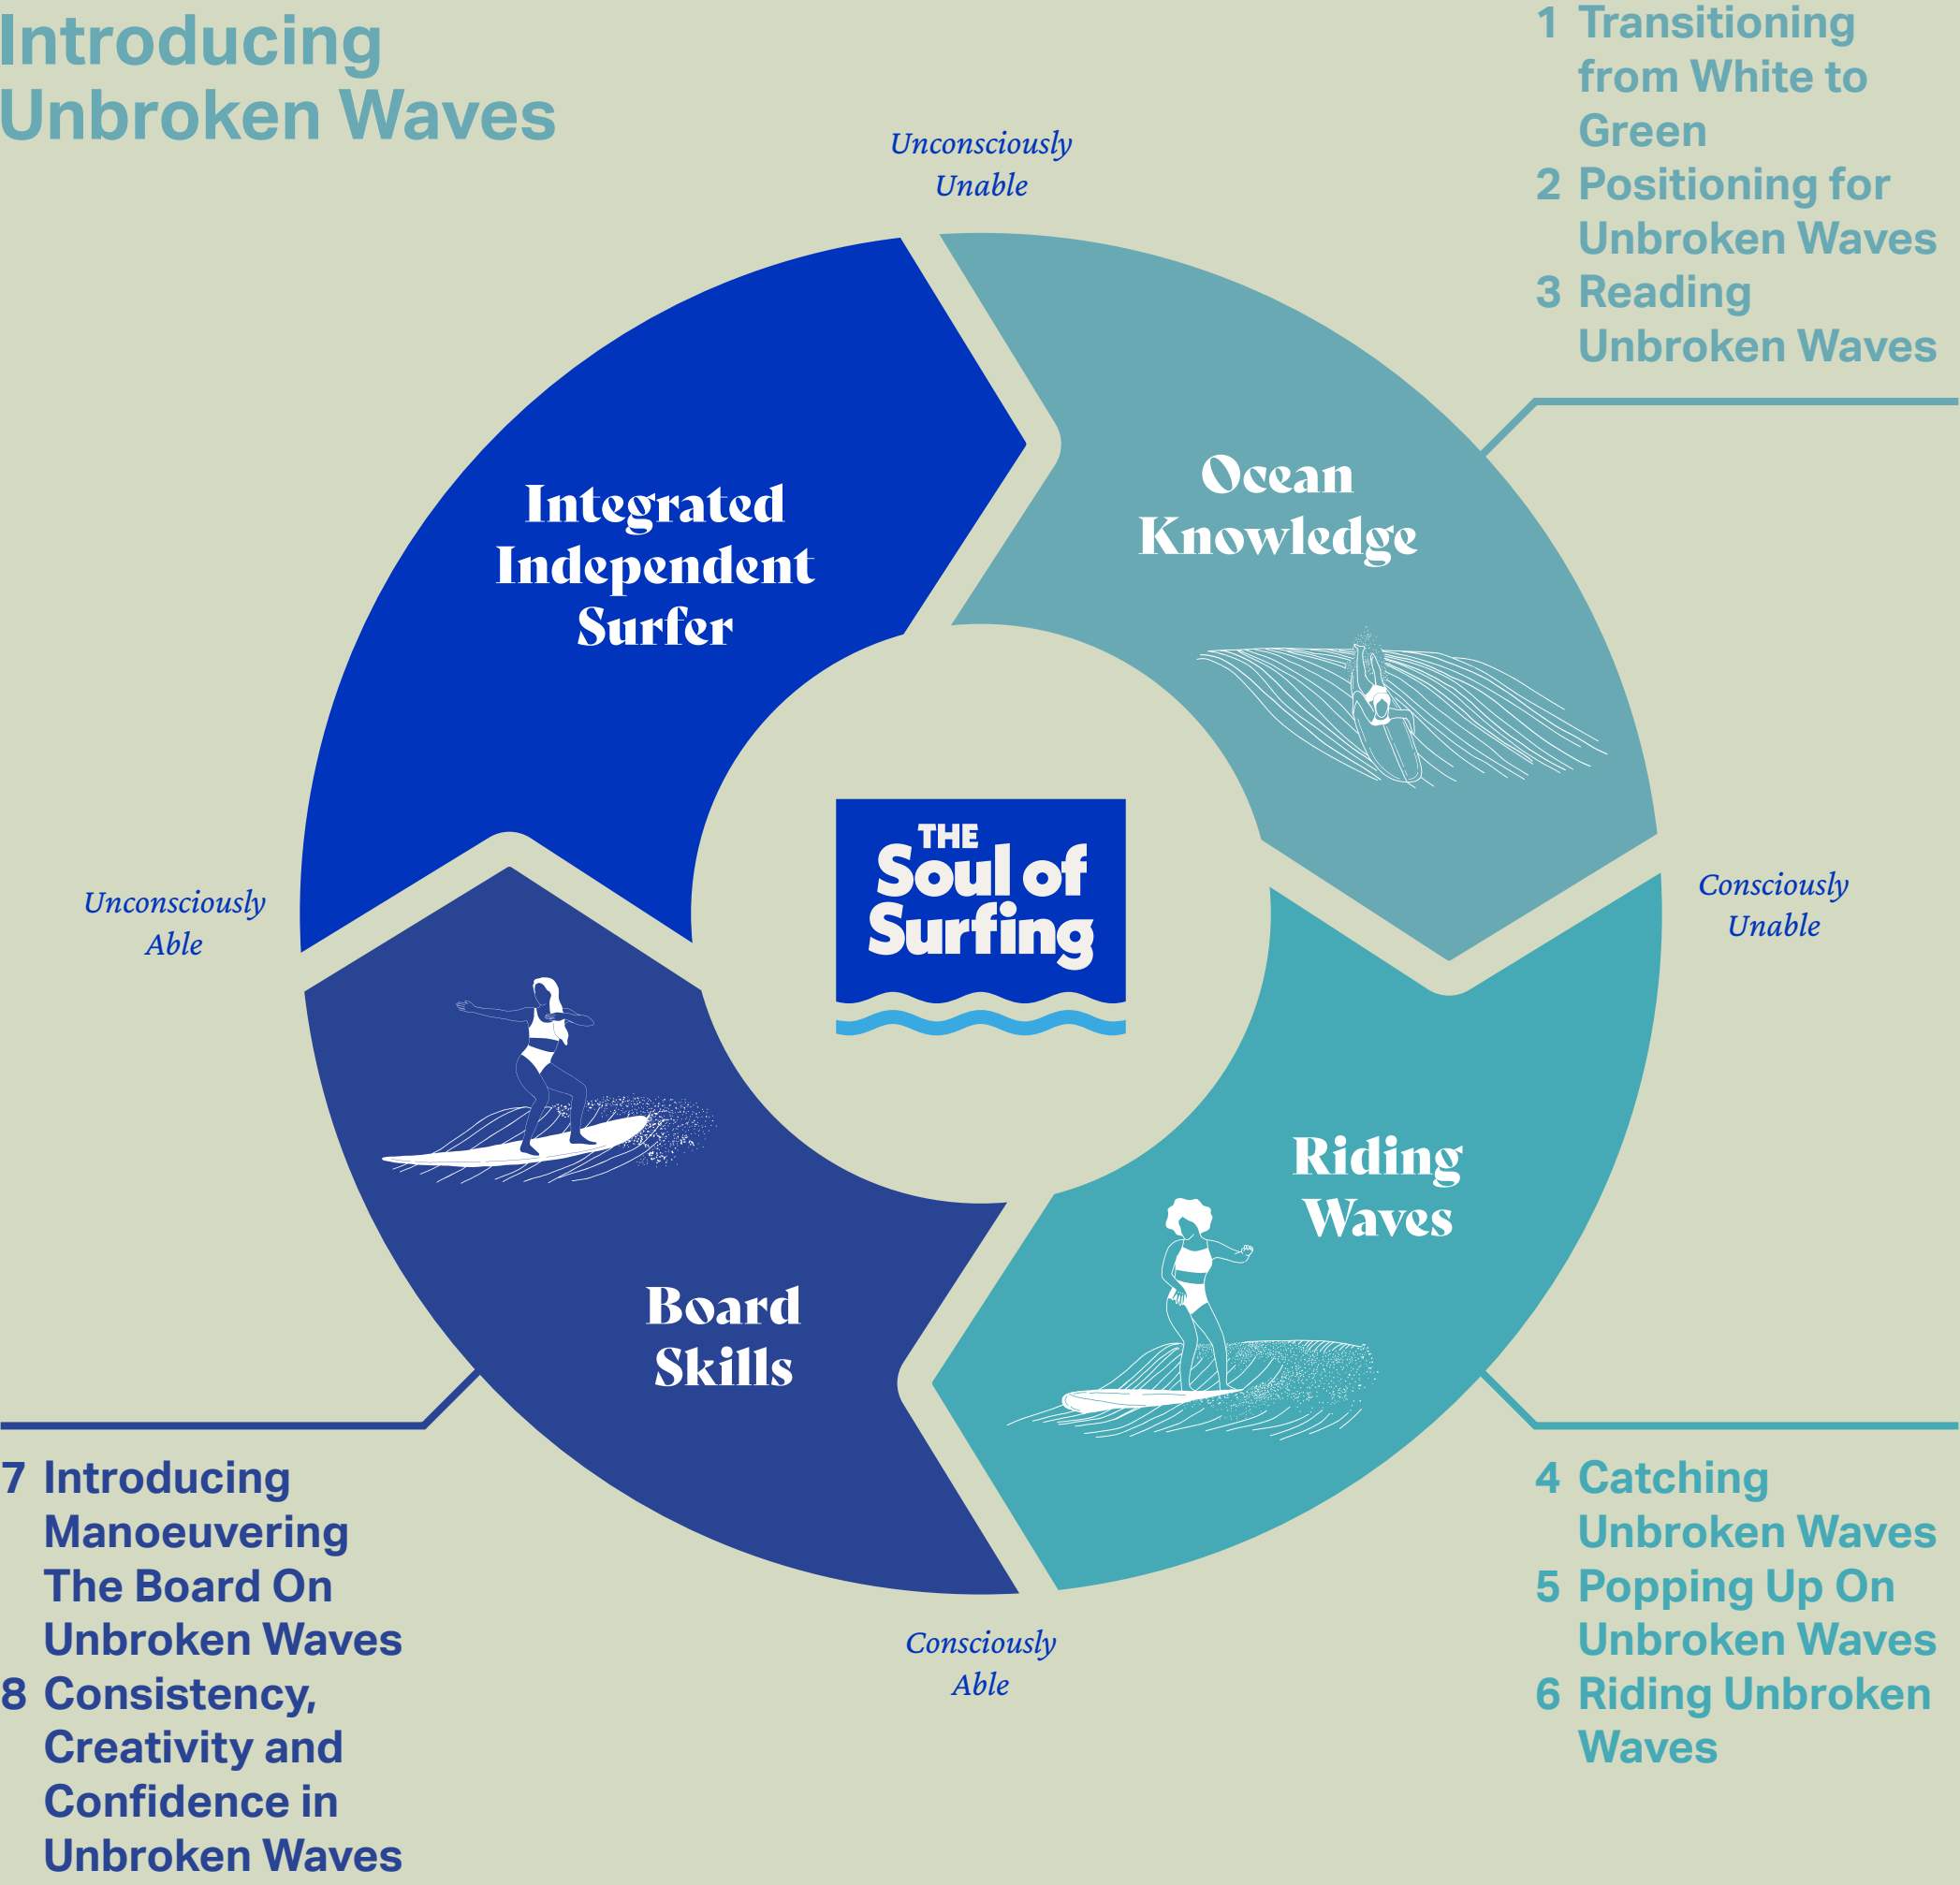 Introducing
Unbroken Waves
1 Transitioning
from White to
Green
2 Positioning for
Unbroken Waves
3 Reading
Unbroken Waves
Unconsciously
Unable
Ocean
Knowledge
Integrated
Independent
Surfer
THE
Soul of
Surfing
Consciously
Unable
Unconsciously
Able
Riding
Waves
Board
Skills
Consciously
Able
4 Catching
Unbroken Waves
5 Popping Up On
Unbroken Waves
6 Riding Unbroken
Waves
7 Introducing
Manoeuvering
The Board On
Unbroken Waves
8 Consistency,
Creativity and
Confidence in
Unbroken Waves